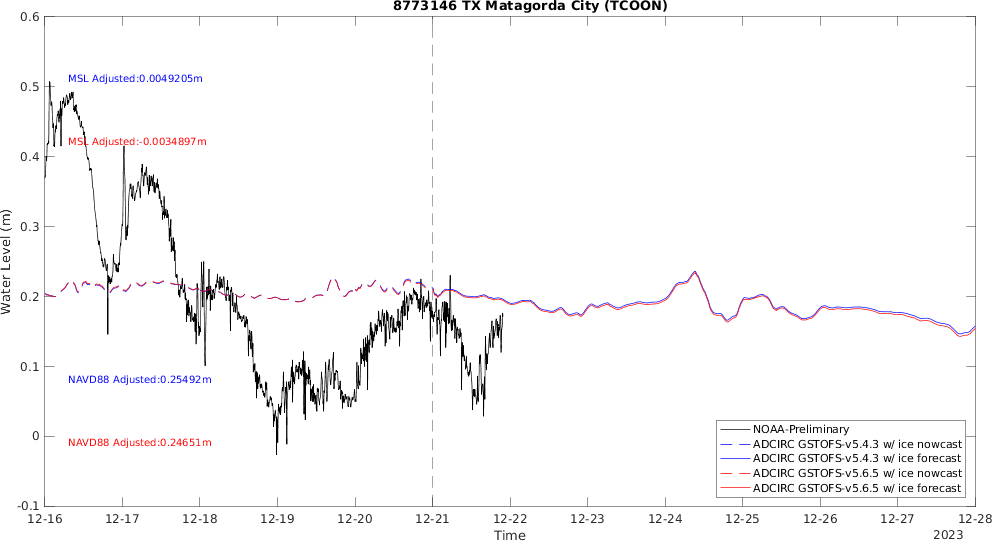 8773146 TX Matagorda City (TCOON)
0.6
0.5
0.4
0.3
0.2
0.1
0
-0.1
Water Level (m)
MSL Adjusted:0.0049205m
MSL Adjusted:-0.0034897m
NAVD88 Adjusted:0.25492m
NAVD88 Adjusted:0.24651m
NOAA-Preliminary
ADCIRC GSTOFS-v5.4.3 w/ ice nowcast
ADCIRC GSTOFS-v5.4.3 w/ ice forecast
ADCIRC GSTOFS-v5.6.5 w/ ice nowcast
ADCIRC GSTOFS-v5.6.5 w/ ice forecast
12-16 12-17 12-18 12-19 12-20 12-21 12-22 12-23 12-24 12-25 12-26 12-27 12-28
Time
2023